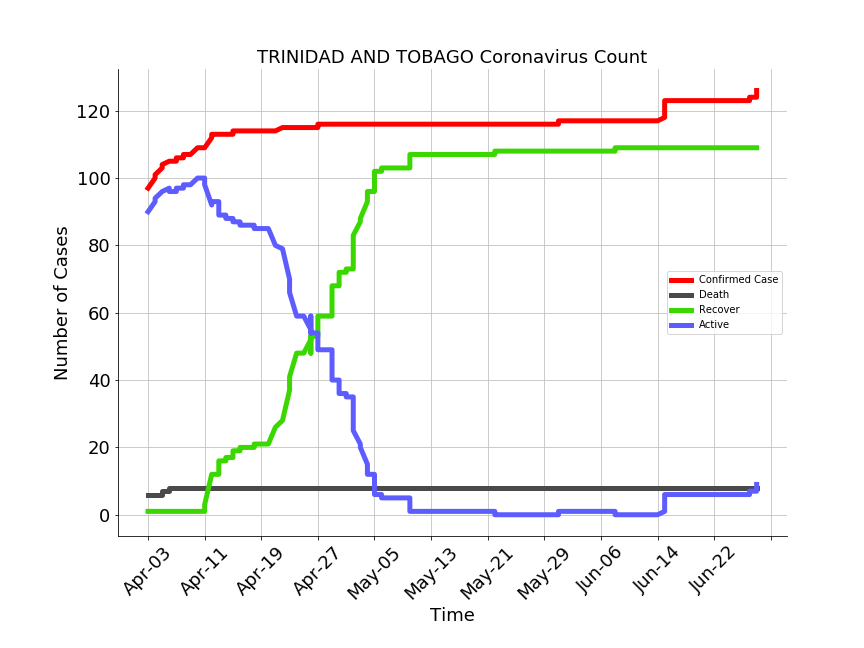 TRINIDAD AND TOBAGO Coronavirus Count
Number of Cases
120
100
80
60
40
20
0
Confirmed Case
Death
Recover
Active
Apr-03
Apr-11
Apr-19
Apr-27
May-05
May-13
May-21
May-29
Jun-06
Jun-14
Jun-22
Time